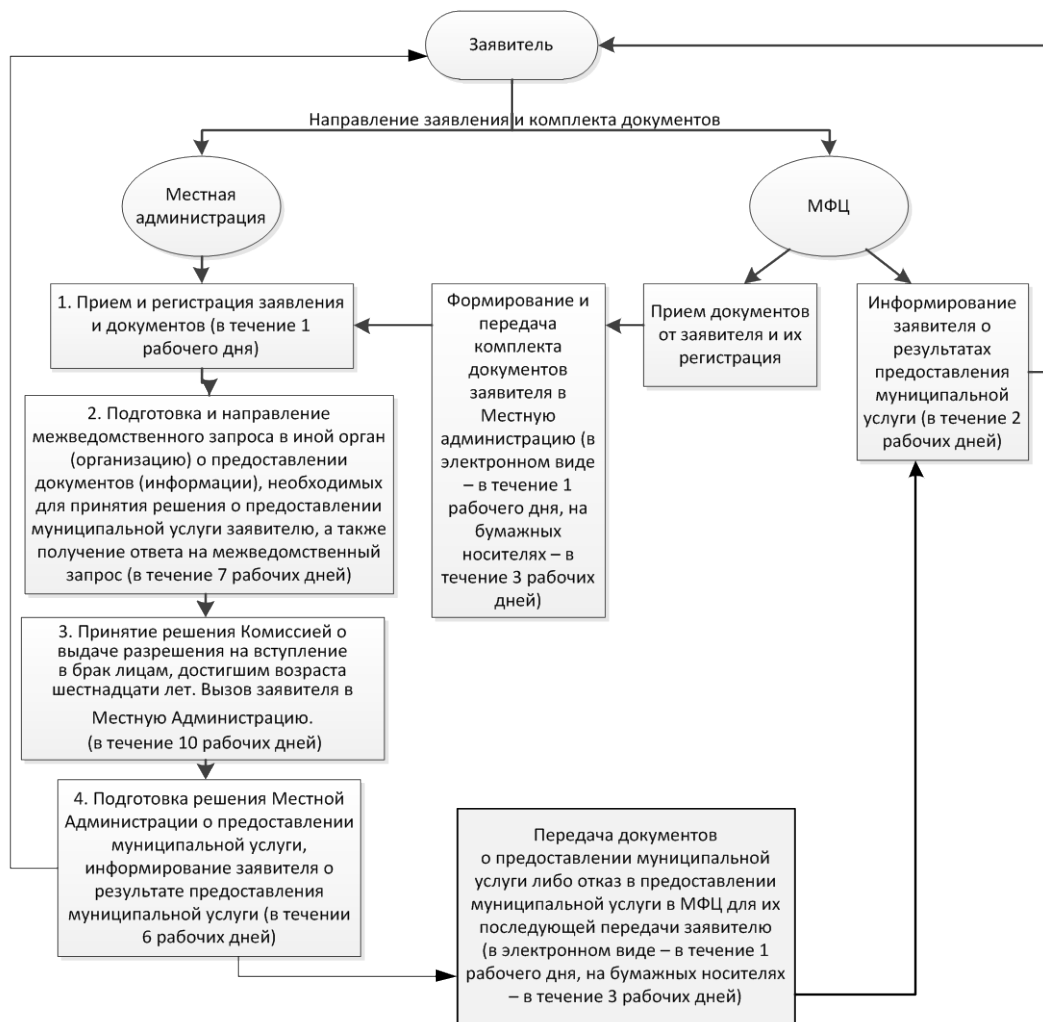 Заявитель
Направление заявления и комплекта документов
Местная
администрация
МФЦ
1. Прием и регистрация заявления
и документов (в течение 1
рабочего дня)
Формирование и
передача
комплекта
документов
заявителя в
Местную
администрацию (в
электронном виде
– в течение 1
рабочего дня, на
бумажных
носителях – в
течение 3 рабочих
дней)
Прием документов
от заявителя и их
регистрация
Информирование
заявителя о
результатах
предоставления
муниципальной
услуги (в течение 2
рабочих дней)
2. Подготовка и направление
межведомственного запроса в иной орган
(организацию) о предоставлении
документов (информации), необходимых
для принятия решения о предоставлении
муниципальной услуги заявителю, а также
получение ответа на межведомственный
запрос (в течение 7 рабочих дней)
3. Принятие решения Комиссией о
выдаче разрешения на вступление
в брак лицам, достигшим возраста
шестнадцати лет. Вызов заявителя в
Местную Администрацию.
(в течение 10 рабочих дней)
4. Подготовка решения Местной
Администрации о предоставлении
муниципальной услуги,
информирование заявителя о
результате предоставления
муниципальной услуги (в течении
6 рабочих дней)
Передача документов
о предоставлении муниципальной
услуги либо отказ в предоставлении
муниципальной услуги в МФЦ для их
последующей передачи заявителю
(в электронном виде – в течение 1
рабочего дня, на бумажных носителях
– в течение 3 рабочих дней)